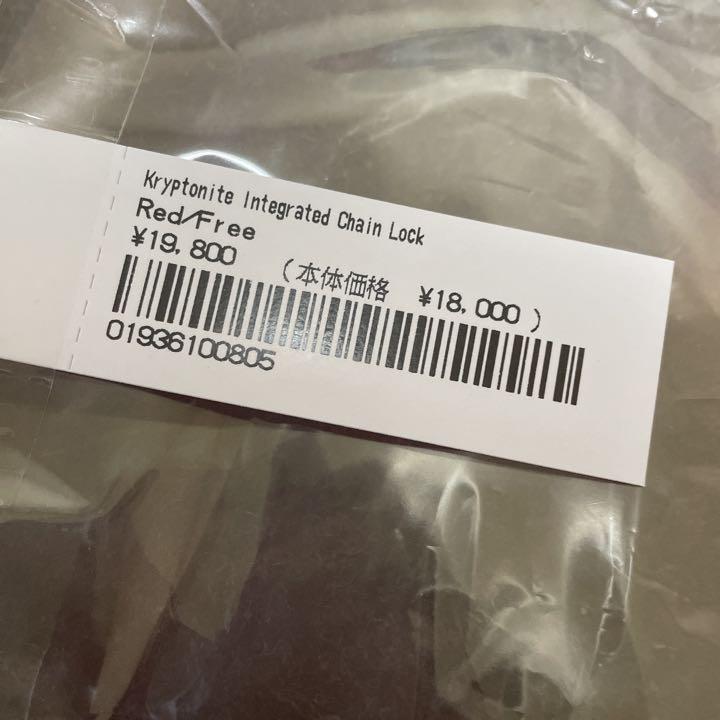 Kryptonite Integrated Chain Lock
Red/Free
¥19,800 (本体価格 ¥18,000)
01936100805